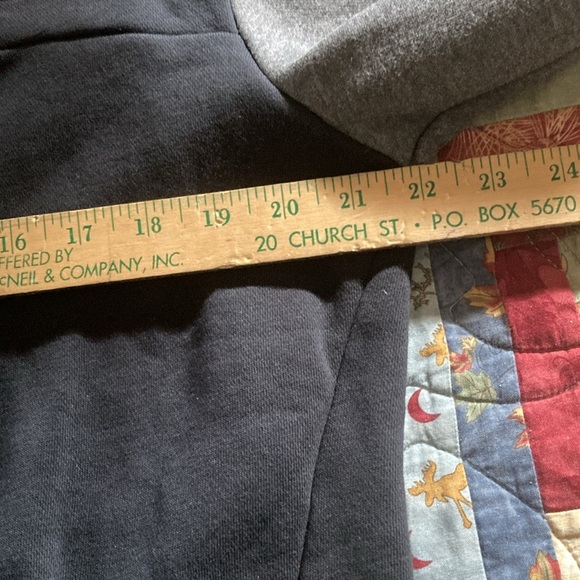 16 17 18 19 20 21 22 23 24
FFERED BY 20 CHURCH ST. · P.O. BOX 5670
NEIL & COMPANY, INC.